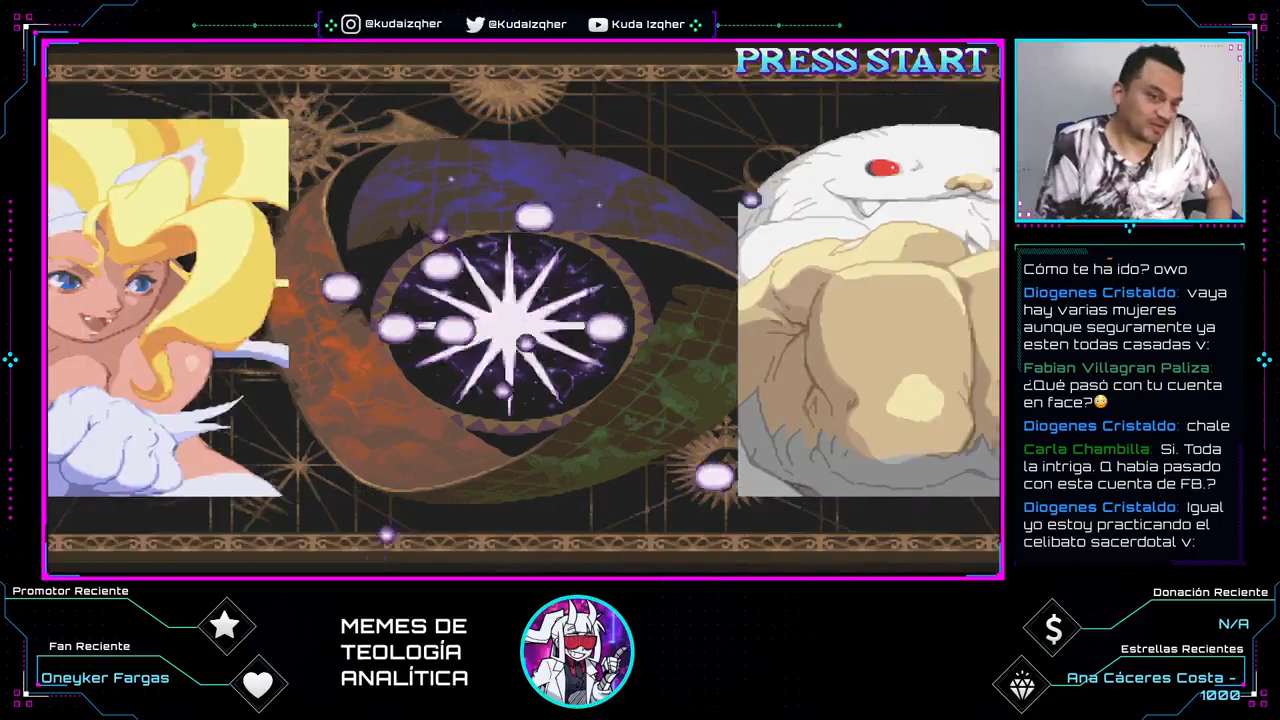 @kudaizqher
@Kudaizqher
Kuda Izqher
PRESS START
Cómo te ha ido? owo
Diogenes Cristaldo: vaya
hay varias mujeres
aunque seguramente ya
esten todas casadas v:
Fabian Villagran Paliza:
¿Qué pasó con tu cuenta
en face?😳
Diogenes Cristaldo: chale
Carla Chambilla: Si. Toda
la intriga. Q había pasado
con esta cuenta de FB.?
Diogenes Cristaldo: Igual
yo estoy practicando el
celibato sacerdotal v:
Promotor Reciente
Fan Reciente
Oneyker Fargas
MEMES DE
TEOLOGÍA
ANALÍTICA
Donación Reciente
N/A
Estrellas Recientes
Ana Cáceres Costa -
1000